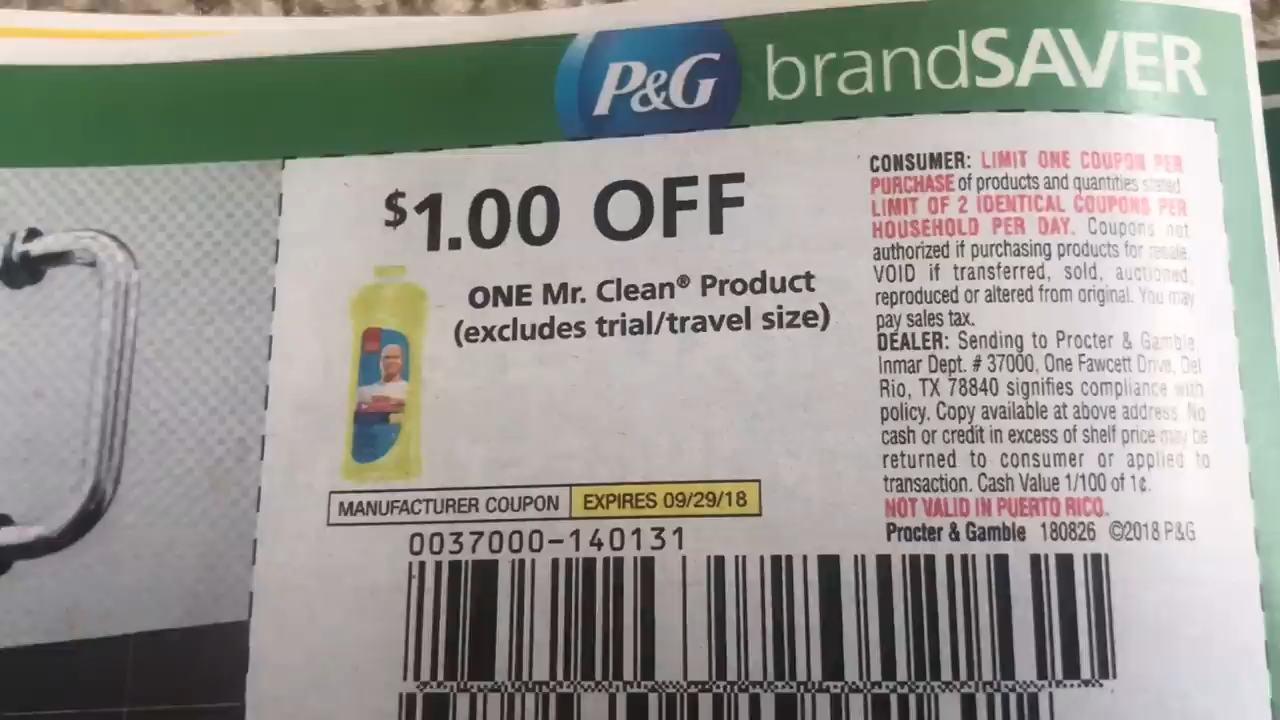 P&G brandSAVER
$1.00 OFF
ONE Mr. Clean® Product
(excludes trial/travel size)
MANUFACTURER COUPON EXPIRES 09/29/18
0037000-140131
CONSUMER: LIMIT ONE COUPON PER
PURCHASE of products and quantities stated.
LIMIT OF 2 IDENTICAL COUPONS PER
HOUSEHOLD PER DAY. Coupons not
authorized if purchasing products for resale.
VOID if transferred, sold, auctioned,
reproduced or altered from original. You may
pay sales tax.
DEALER: Sending to Procter & Gamble,
Inmar Dept. # 37000, One Fawcett Drive, Del
Rio, TX 78840 signifies compliance with
policy. Copy available at above address. No
cash or credit in excess of shelf price may be
returned to consumer or applied to
transaction. Cash Value 1/100 of 1¢.
NOT VALID IN PUERTO RICO.
Procter & Gamble 180826 ©2018 P&G